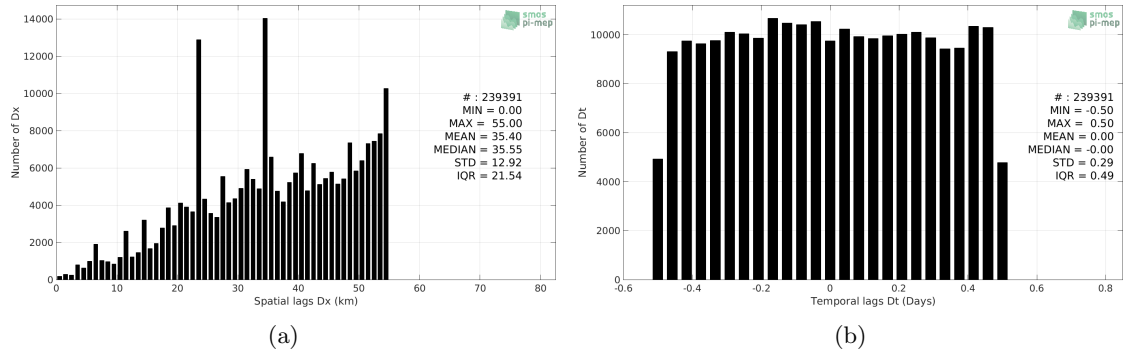 14000
12000
10000
8000
6000
4000
2000
0
Number of Dx
0 10 20 30 40 50 60 70 80
Spatial lags Dx (km)
smos
pi-mep
# : 239391
MIN = 0.00
MAX = 55.00
MEAN = 35.40
MEDIAN = 35.55
STD = 12.92
IQR = 21.54
(a)
10000
8000
6000
4000
2000
0
Number of Dt
-0.6 -0.4 -0.2 0 0.2 0.4 0.6 0.8
Temporal lags Dt (Days)
smos
pi-mep
# : 239391
MIN = -0.50
MAX = 0.50
MEAN = 0.00
MEDIAN = -0.00
STD = 0.29
IQR = 0.49
(b)